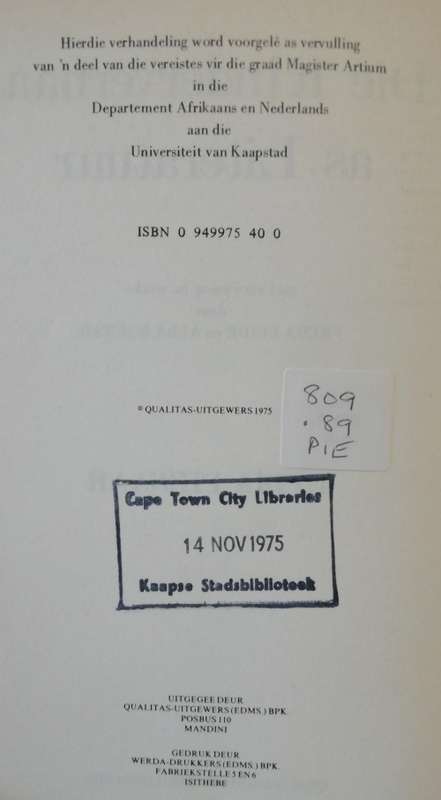 Hierdie verhandeling word voorgelê as vervulling
van 'n deel van die vereistes vir die graad Magister Artium
in die
Departement Afrikaans en Nederlands
aan die
Universiteit van Kaapstad
ISBN 0 949975 40 0
© QUALITAS-UITGEWERS 1975
809
.89
PIE
Cape Town City Libraries
14 NOV 1975
Kaapse Stadsbiblioteek
UITGEGEE DEUR
QUALITAS-UITGEWERS (EDMS.) BPK
POSBUS 110
MANDINI
GEDRUK DEUR
WERDA-DRUKKERS (EDMS.) BPK.
FABRIEKSTELLE 5 EN 6
ISITHEBE